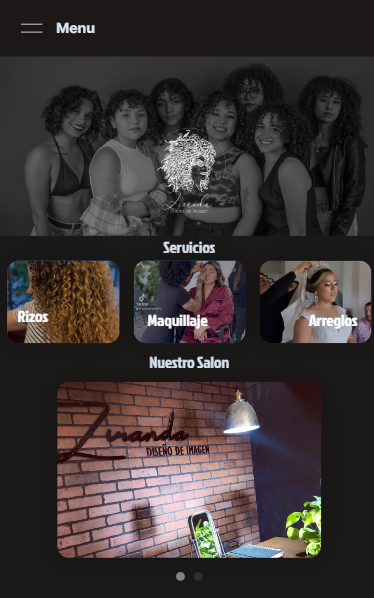 Menu
Ziranda
Diseño de Imagen
Servicios
Rizos
Maquillaje
Arreglos
Nuestro Salon
Ziranda
DISEÑO DE IMAGEN